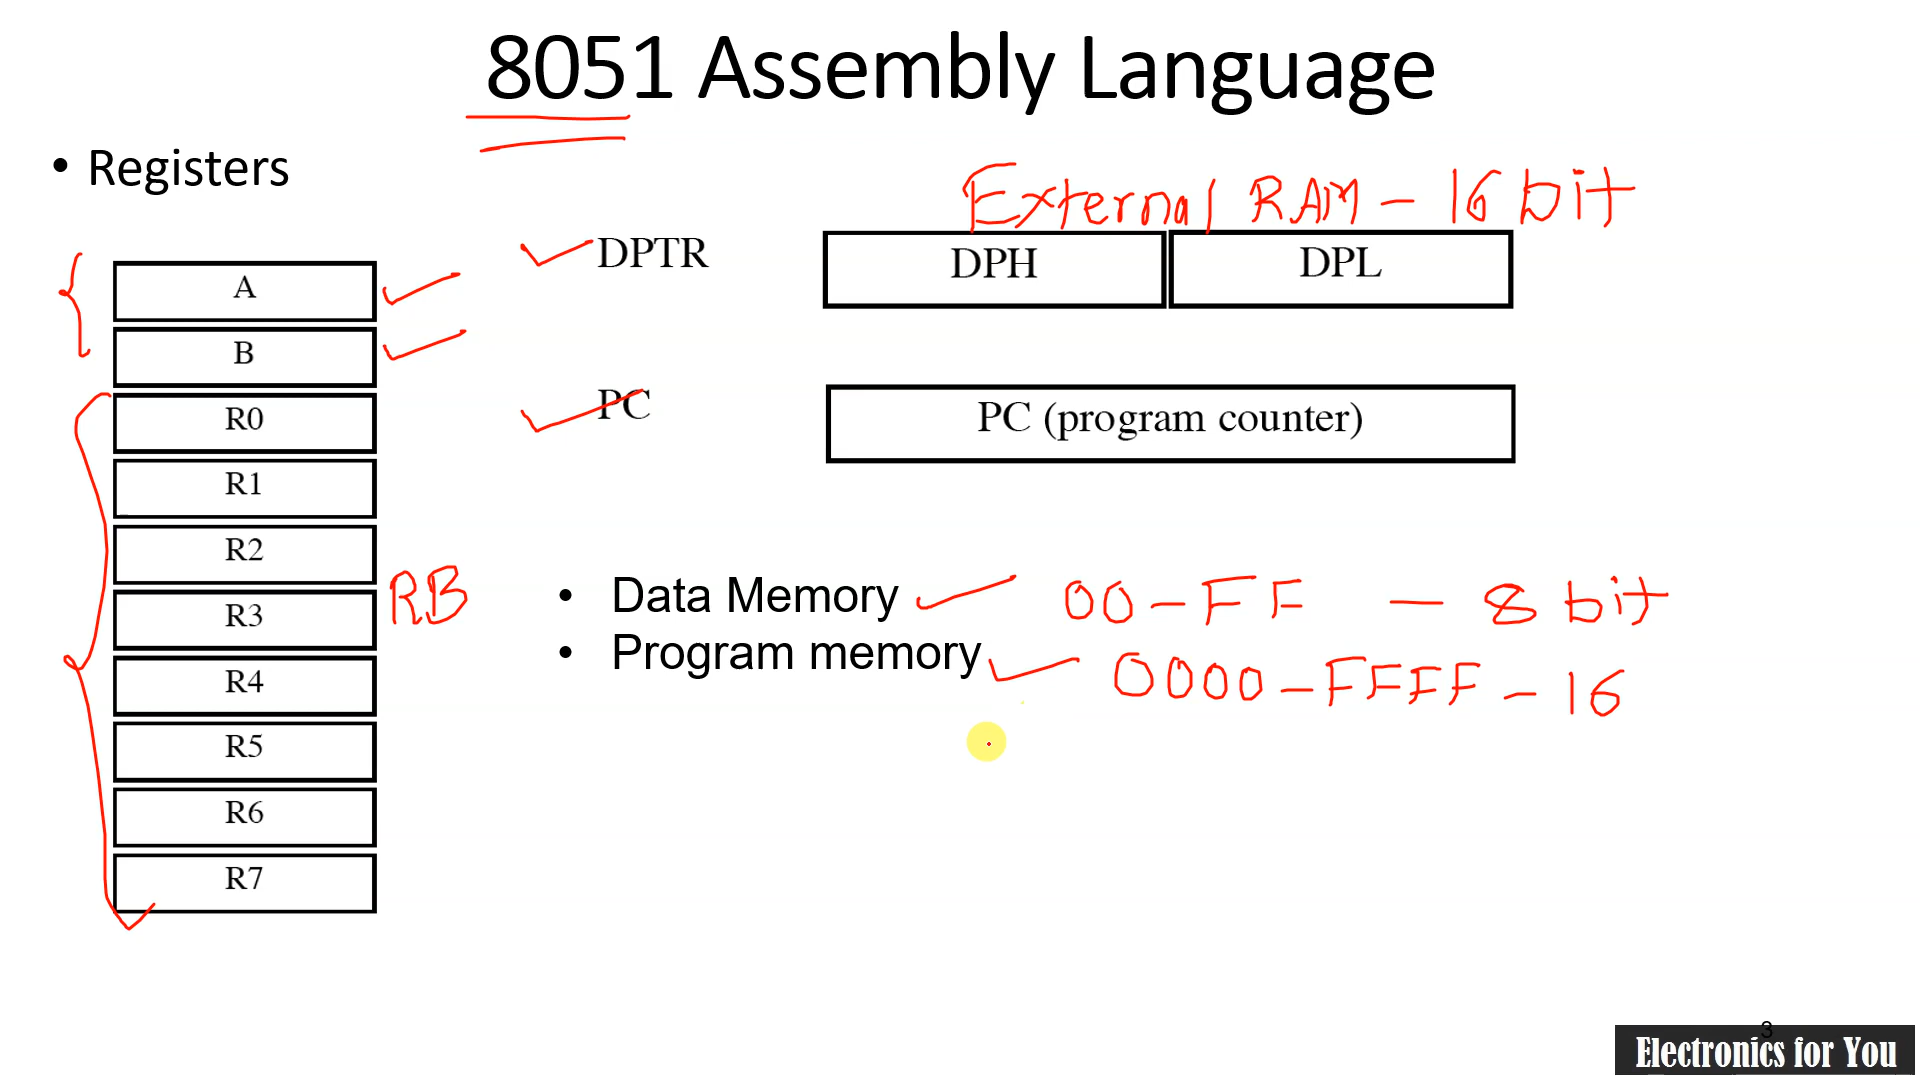 8051 Assembly Language
• Registers
External RAM - 16 bit
DPTR
DPH
DPL
A
B
PC
PC (program counter)
R0
R1
R2
R3
R4
R5
R6
R7
RB
• Data Memory 00-FF - 8 bit
• Program memory 0000-FFFF - 16
3
Electronics for You